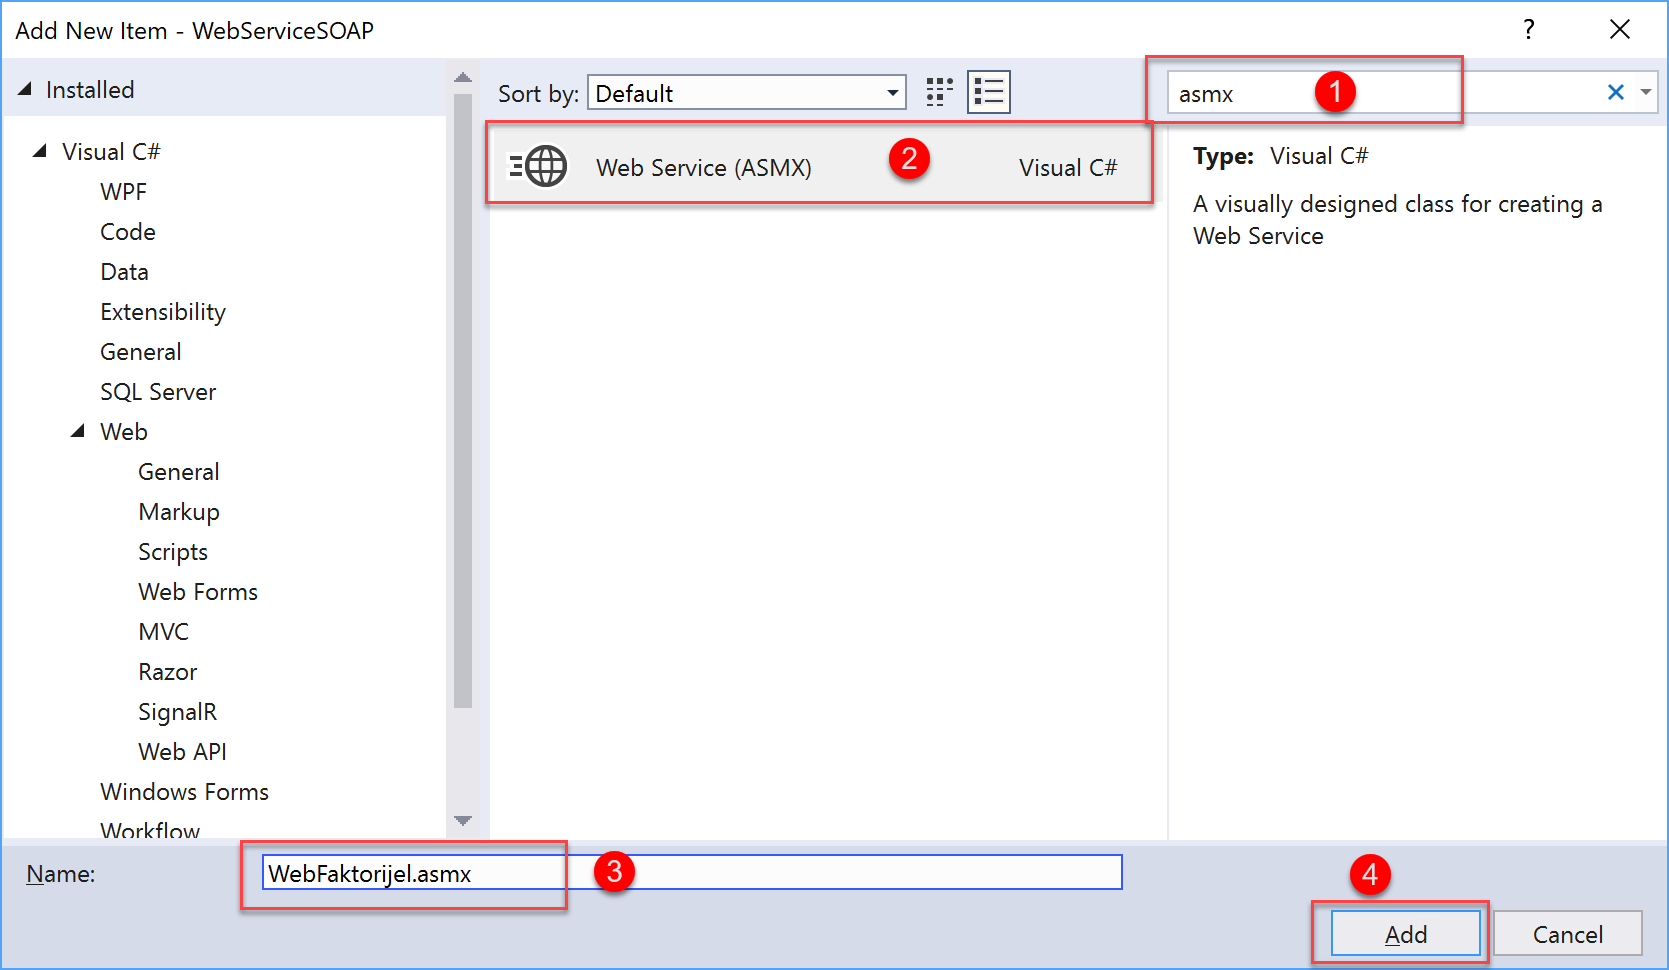 Add New Item - WebServiceSOAP
?
Installed
Sort by: Default
asmx
1
Visual C#
WPF
Code
Data
Extensibility
General
SQL Server
Web
General
Markup
Scripts
Web Forms
MVC
Razor
SignalR
Web API
Windows Forms
Workflow
Web Service (ASMX)
2
Visual C#
Type: Visual C#
A visually designed class for creating a
Web Service
Name:
WebFaktorijel.asmx
3
4
Add
Cancel